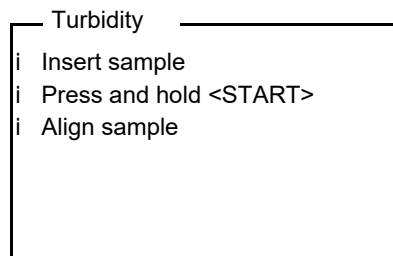 Turbidity
i Insert sample
i Press and hold <START>
i Align sample